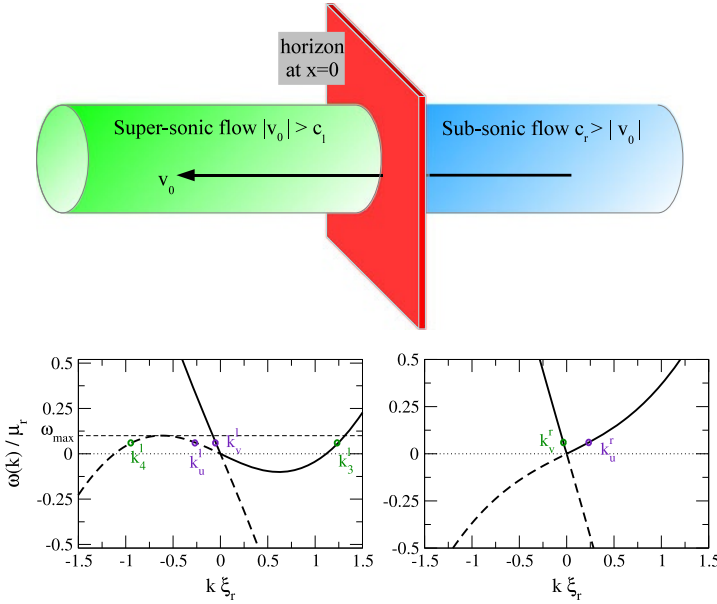 horizon
at x=0
Super-sonic flow |v₀| > cₗ
Sub-sonic flow cᵣ > | v₀ |
v₀
ω(k) / μᵣ
0.5
0.25
ωmax
0
-0.25
-0.5
k₄ˡ
kᵤˡ
kᵥˡ
k₃ˡ
-1.5 -1 -0.5 0 0.5 1 1.5
k ξᵣ
0.5
0.25
0
-0.25
-0.5
kᵥʳ
kᵤʳ
-1.5 -1 -0.5 0 0.5 1 1.5
k ξᵣ